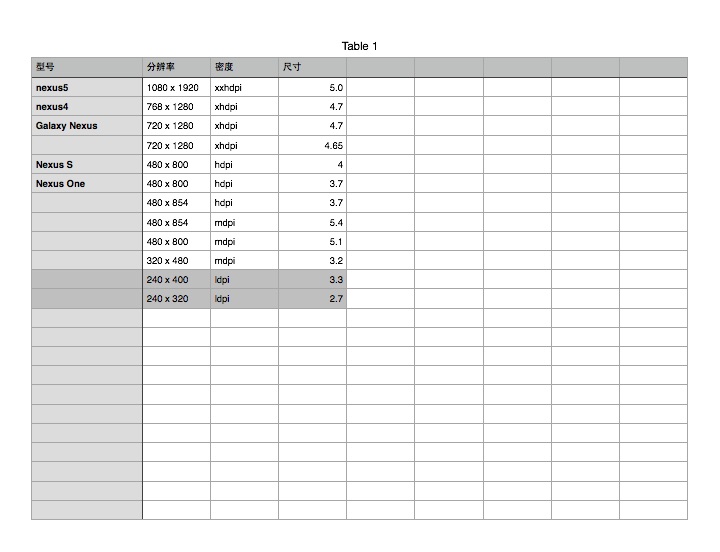 Table 1
型号 分辨率 密度 尺寸
nexus5 1080 x 1920 xxhdpi 5.0
nexus4 768 x 1280 xhdpi 4.7
Galaxy Nexus 720 x 1280 xhdpi 4.7
720 x 1280 xhdpi 4.65
Nexus S 480 x 800 hdpi 4
Nexus One 480 x 800 hdpi 3.7
480 x 854 hdpi 3.7
480 x 854 mdpi 5.4
480 x 800 mdpi 5.1
320 x 480 mdpi 3.2
240 x 400 ldpi 3.3
240 x 320 ldpi 2.7